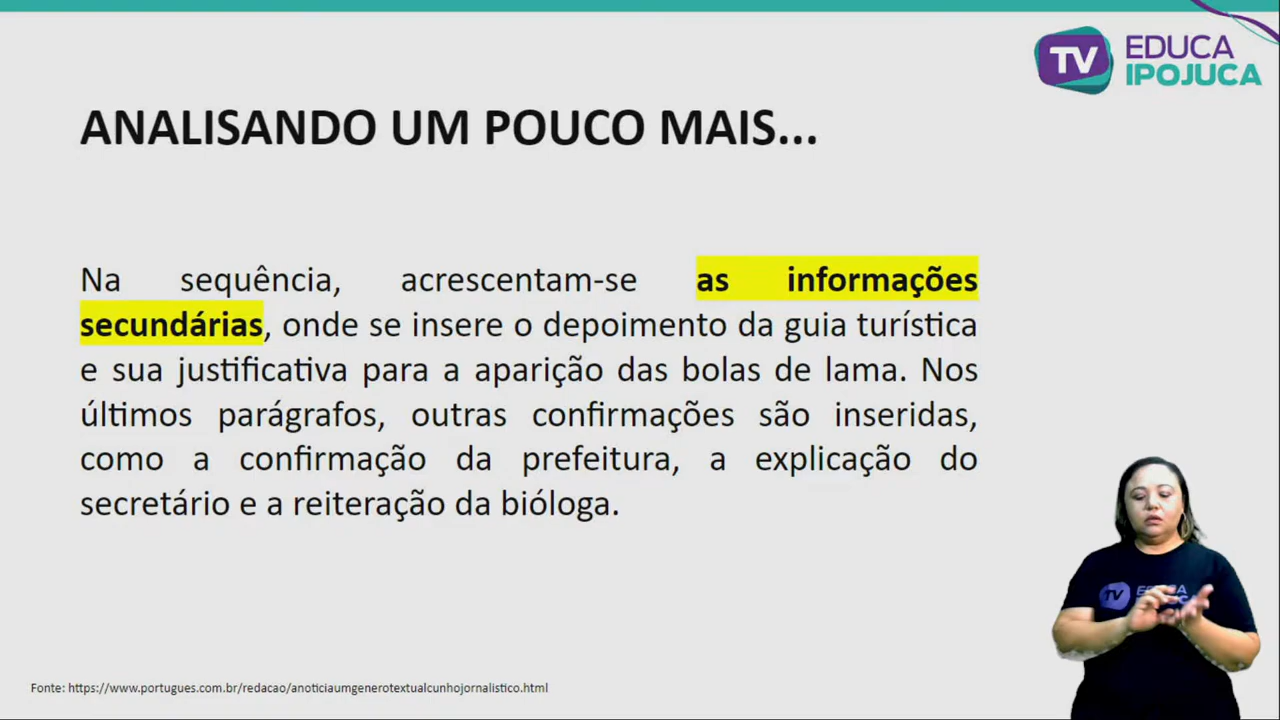 TV EDUCA
IPOJUCA
ANALISANDO UM POUCO MAIS...
Na sequência, acrescentam-se as informações
secundárias, onde se insere o depoimento da guia turística
e sua justificativa para a aparição das bolas de lama. Nos
últimos parágrafos, outras confirmações são inseridas,
como a confirmação da prefeitura, a explicação do
secretário e a reiteração da bióloga.
TV
Fonte: https://www.portugues.com.br/redacao/anoticiaumgenerotextualcunhojornalistico.html